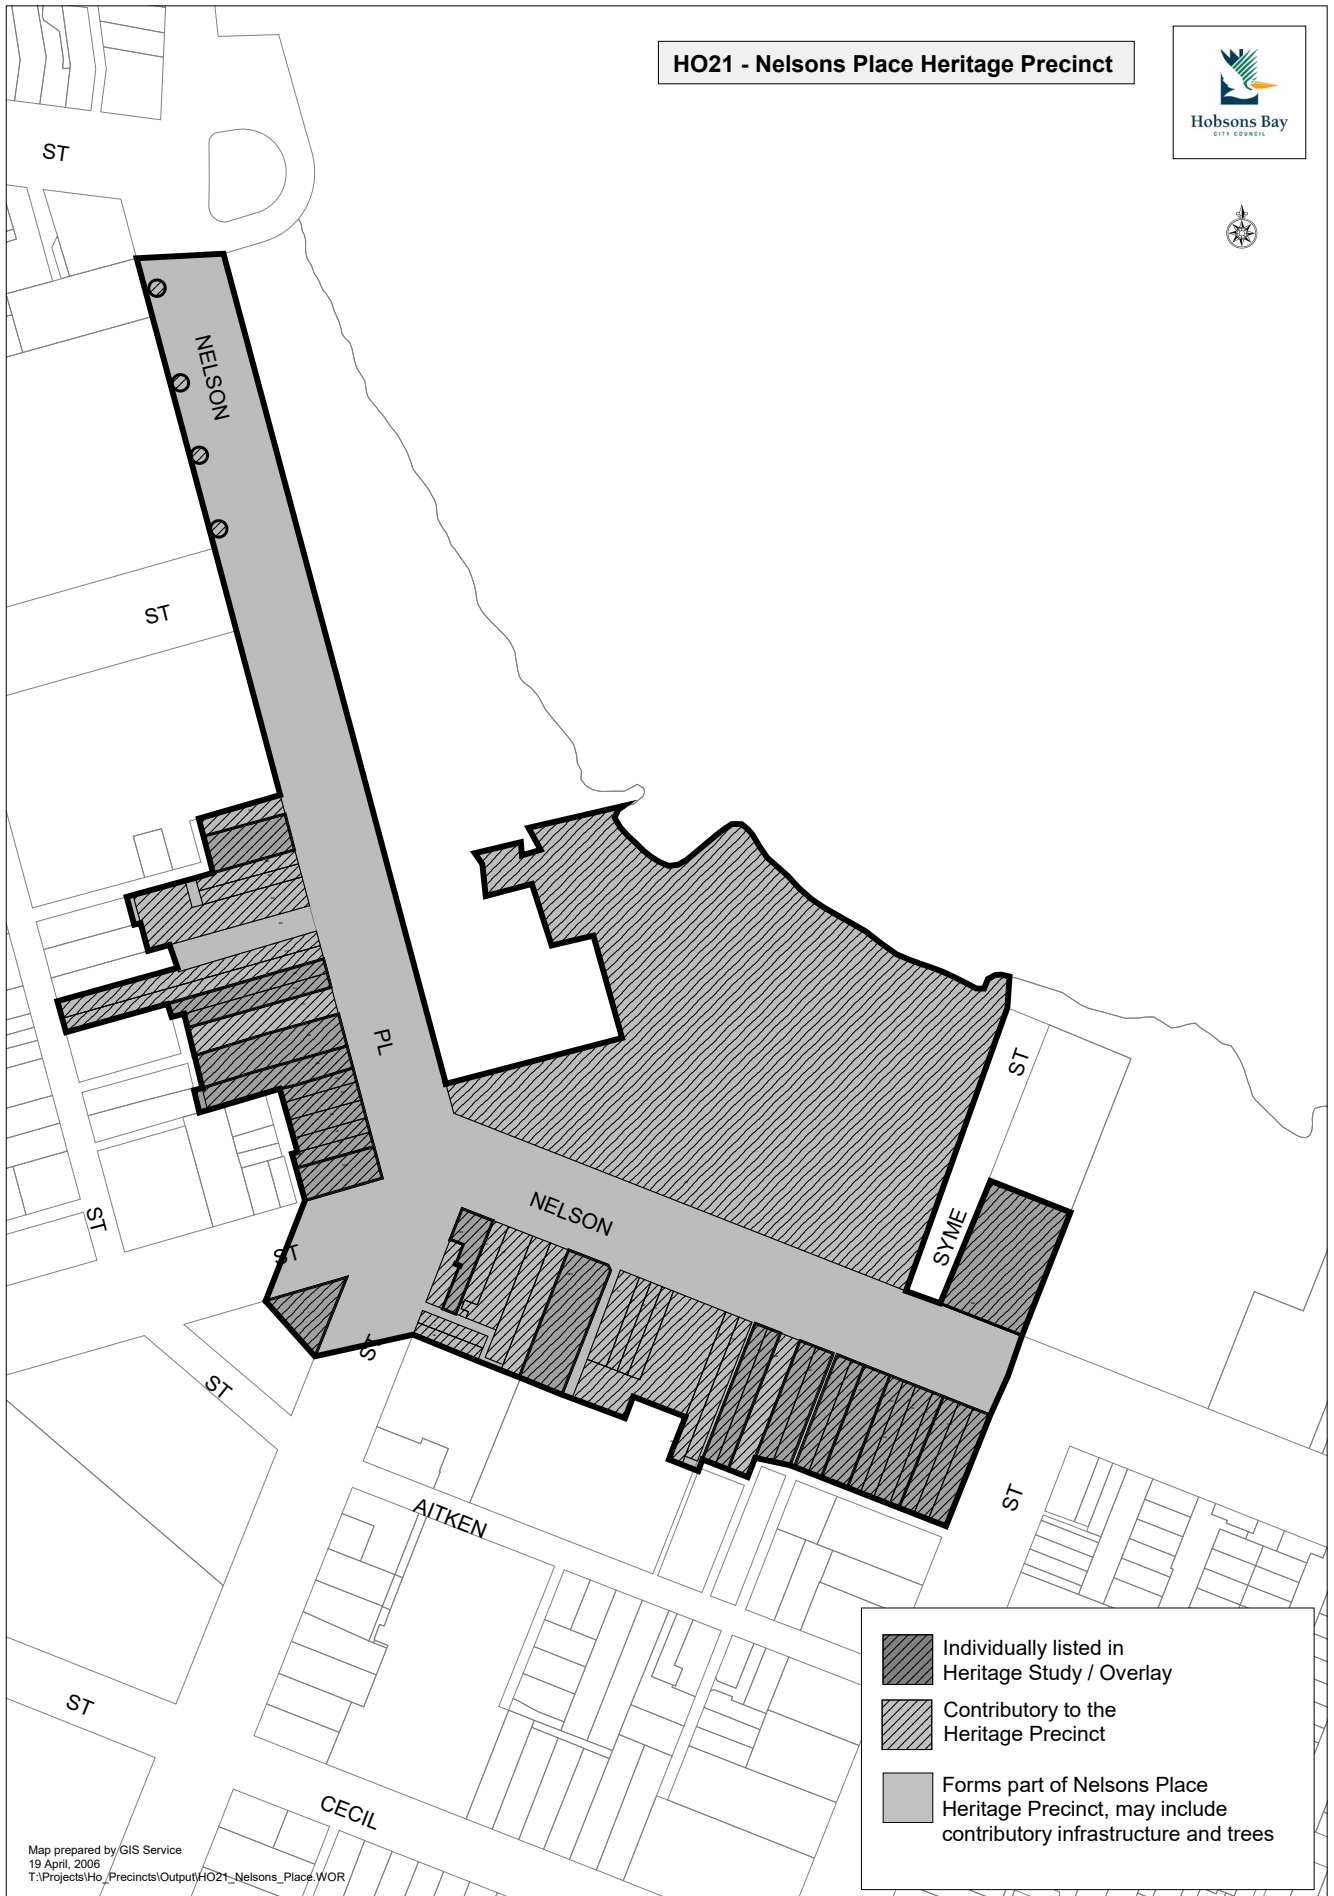 HO21 - Nelsons Place Heritage Precinct
Hobsons Bay
CITY COUNCIL
ST
NELSON
ST
PL
ST
NELSON
ST
SYME
ST
ST
ST
ST
AITKEN
ST
CECIL
Individually listed in
Heritage Study / Overlay
Contributory to the
Heritage Precinct
Forms part of Nelsons Place
Heritage Precinct, may include
contributory infrastructure and trees
Map prepared by GIS Service
19 April, 2006
T:\Projects\Ho_Precincts\Output\HO21_Nelsons_Place.WOR